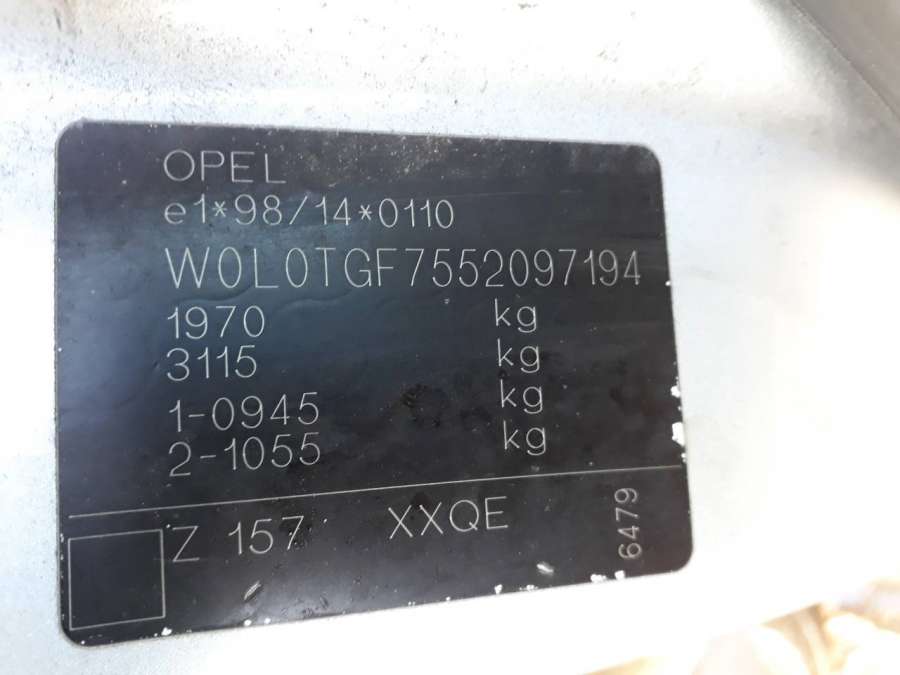 OPEL
e1*98/14*0110
W0L0TGF7552097194
1970 kg
3115 kg
1-0945 kg
2-1055 kg
Z 157 XXQE
6479